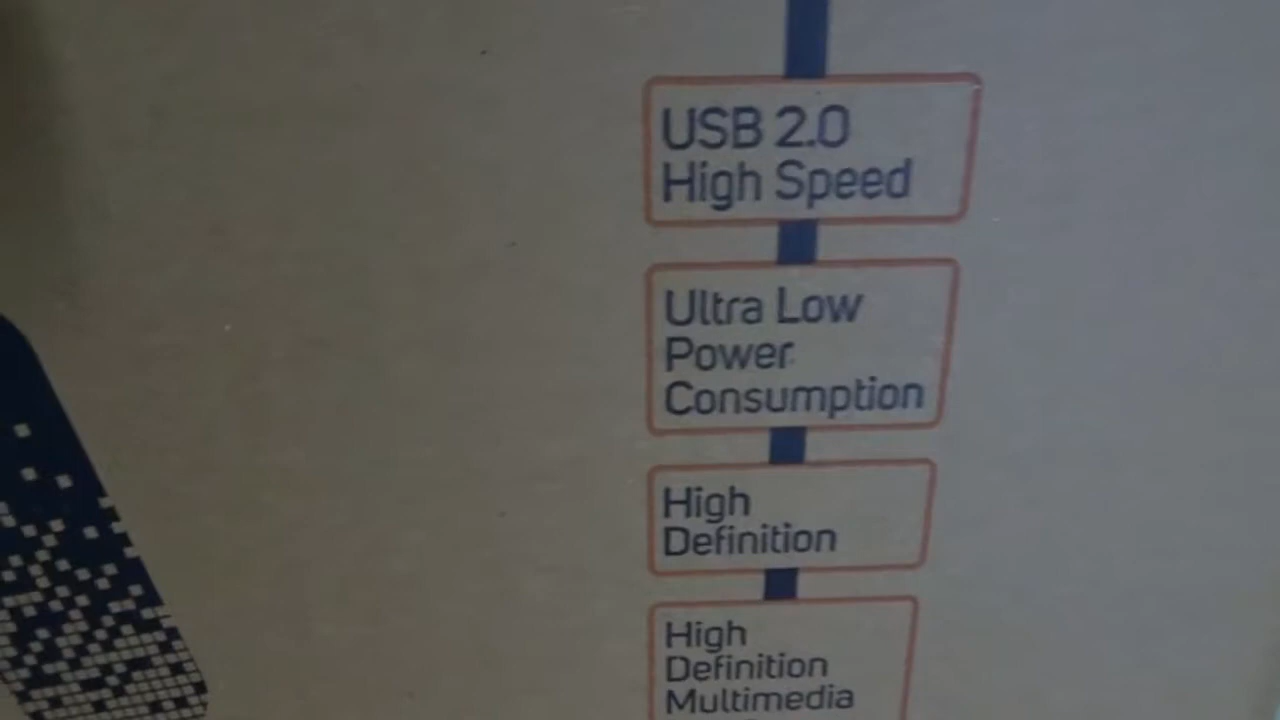 USB 2.0
High Speed
Ultra Low
Power
Consumption
High
Definition
High
Definition
Multimedia